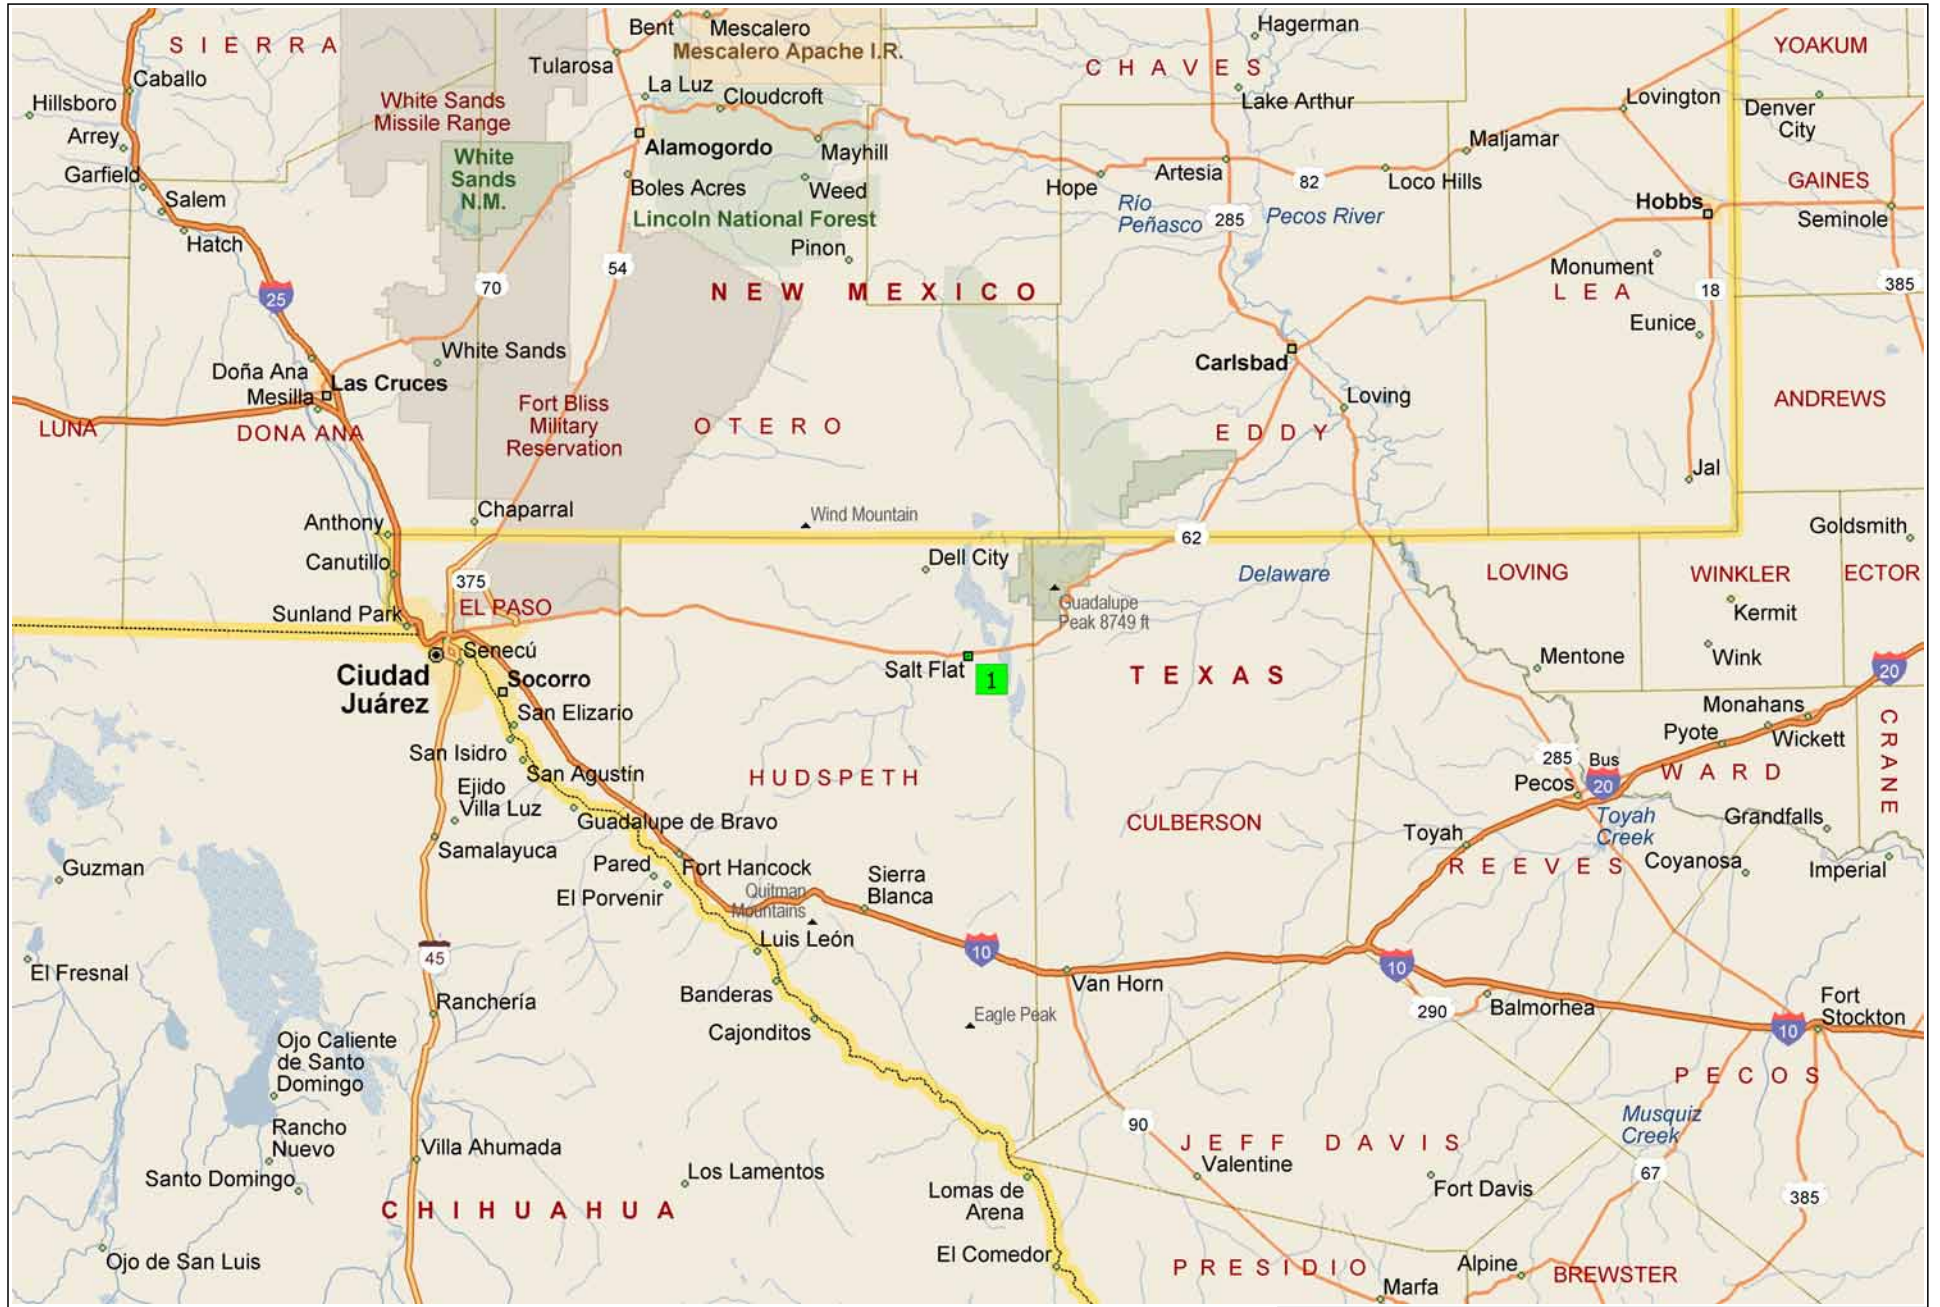 Bent
Mescalero
Hagerman
SIERRA
Mescalero Apache I.R.
YOAKUM
Tularosa
CHAVES
Caballo
La Luz
Cloudcroft
Hillsboro
White Sands
Missile Range
Lake Arthur
Lovington
Denver
City
Arrey
Alamogordo
Mayhill
Maljamar
White
Sands
N.M.
Garfield
Boles Acres
Weed
Hope
Artesia
82
Loco Hills
GAINES
Salem
Lincoln National Forest
Río
Peñasco
285
Pecos River
Hobbs
Seminole
Hatch
Pinon
54
Monument
70
NEW MEXICO
LEA
18
385
25
Eunice
White Sands
Doña Ana
Las Cruces
Mesilla
Carlsbad
Loving
Fort Bliss
Military
Reservation
ANDREWS
LUNA
DONA ANA
OTERO
EDDY
Jal
Anthony
Chaparral
Wind Mountain
Goldsmith
Canutillo
62
Dell City
375
Delaware
LOVING
WINKLER
ECTOR
Sunland Park
EL PASO
Guadalupe
Peak 8749 ft
Kermit
Senecú
Ciudad
Juárez
Socorro
Salt Flat
1
TEXAS
Mentone
Wink
20
San Elizario
Monahans
San Isidro
Pyote
Wickett
CRANE
San Agustín
HUDSPETH
285
Bus
20
Pecos
WARD
Ejido
Villa Luz
Guadalupe de Bravo
CULBERSON
Toyah
Toyah
Creek
Grandfalls
Samalayuca
Guzman
Pared
Fort Hancock
Sierra
Blanca
REEVES
Coyanosa
Imperial
El Porvenir
Quitman
Mountains
Luis León
45
10
10
El Fresnal
Ranchería
Banderas
Van Horn
290
Balmorhea
Fort
Stockton
10
Cajonditos
Eagle Peak
Ojo Caliente
de Santo
Domingo
PECOS
Rancho
Nuevo
90
Musquiz
Creek
Villa Ahumada
JEFF DAVIS
Santo Domingo
Los Lamentos
Valentine
67
Fort Davis
385
Lomas de
Arena
CHIHUAHUA
Ojo de San Luis
El Comedor
PRESIDIO
Alpine
BREWSTER
Marfa